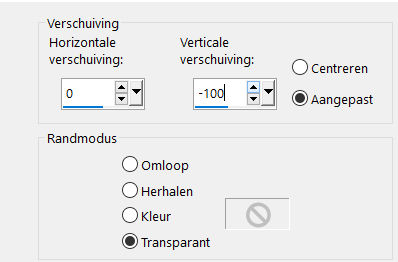 Verschuiving
Horizontale Verticale
verschuiving: verschuiving:
Centreren
0 -100
Aangepast
Randmodus
Omloop
Herhalen
Kleur
Transparant